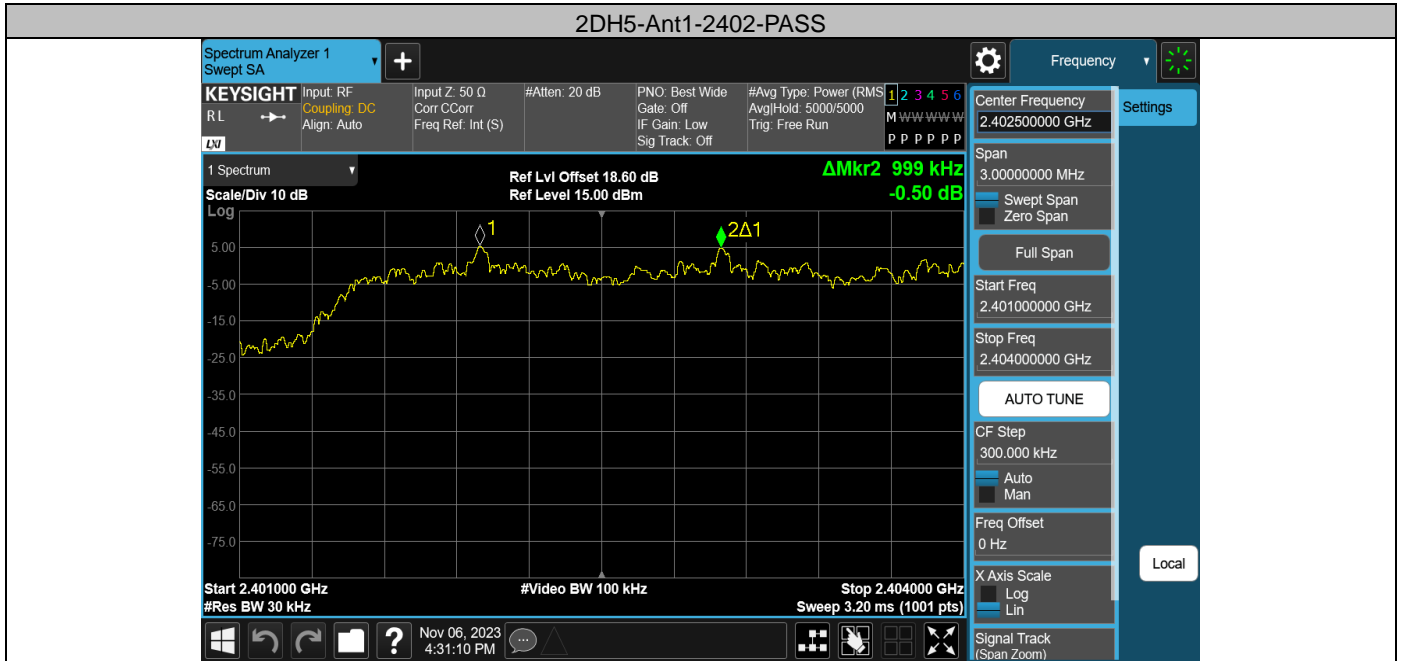 2DH5-Ant1-2402-PASS
Spectrum Analyzer 1
Swept SA
+
Frequency
KEYSIGHT
RL
LXI
Input: RF
Coupling: DC
Align: Auto
Input Z: 50 Ω
Corr CCorr
Freq Ref: Int (S)
#Atten: 20 dB
PNO: Best Wide
Gate: Off
IF Gain: Low
Sig Track: Off
#Avg Type: Power (RMS
Avg|Hold: 5000/5000
Trig: Free Run
1 2 3 4 5 6
M W W W W W
P P P P P P
1 Spectrum
Scale/Div 10 dB
Log
Ref Lvl Offset 18.60 dB
Ref Level 15.00 dBm
ΔMkr2 999 kHz
-0.50 dB
1
2Δ1
5.00
-5.00
-15.0
-25.0
-35.0
-45.0
-55.0
-65.0
-75.0
Start 2.401000 GHz
#Res BW 30 kHz
#Video BW 100 kHz
Stop 2.404000 GHz
Sweep 3.20 ms (1001 pts)
Center Frequency
2.402500000 GHz
Settings
Span
3.00000000 MHz
Swept Span
Zero Span
Full Span
Start Freq
2.401000000 GHz
Stop Freq
2.404000000 GHz
AUTO TUNE
CF Step
300.000 kHz
Auto
Man
Freq Offset
0 Hz
X Axis Scale
Log
Lin
Signal Track
(Span Zoom)
Local
?
Nov 06, 2023
4:31:10 PM